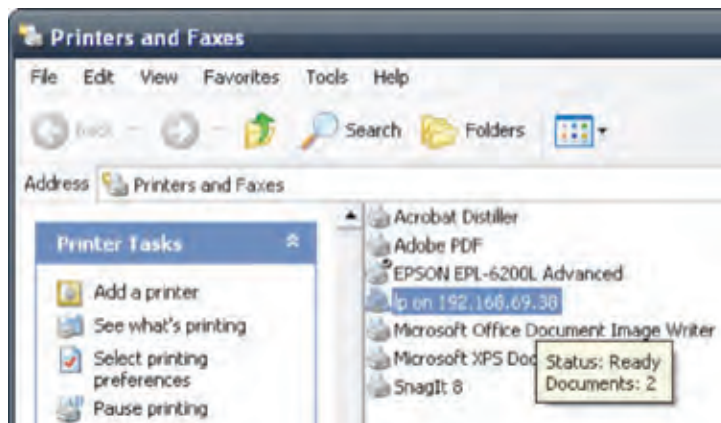 Printers and Faxes
File Edit View Favorites Tools Help
Back Search Folders
Address Printers and Faxes
Printer Tasks
Add a printer
See what's printing
Select printing
preferences
Pause printing
Acrobat Distiller
Adobe PDF
EPSON EPL-6200L Advanced
lp on 192.168.69.38
Microsoft Office Document Image Writer
Microsoft XPS Doc
SnagIt 8
Status: Ready
Documents: 2